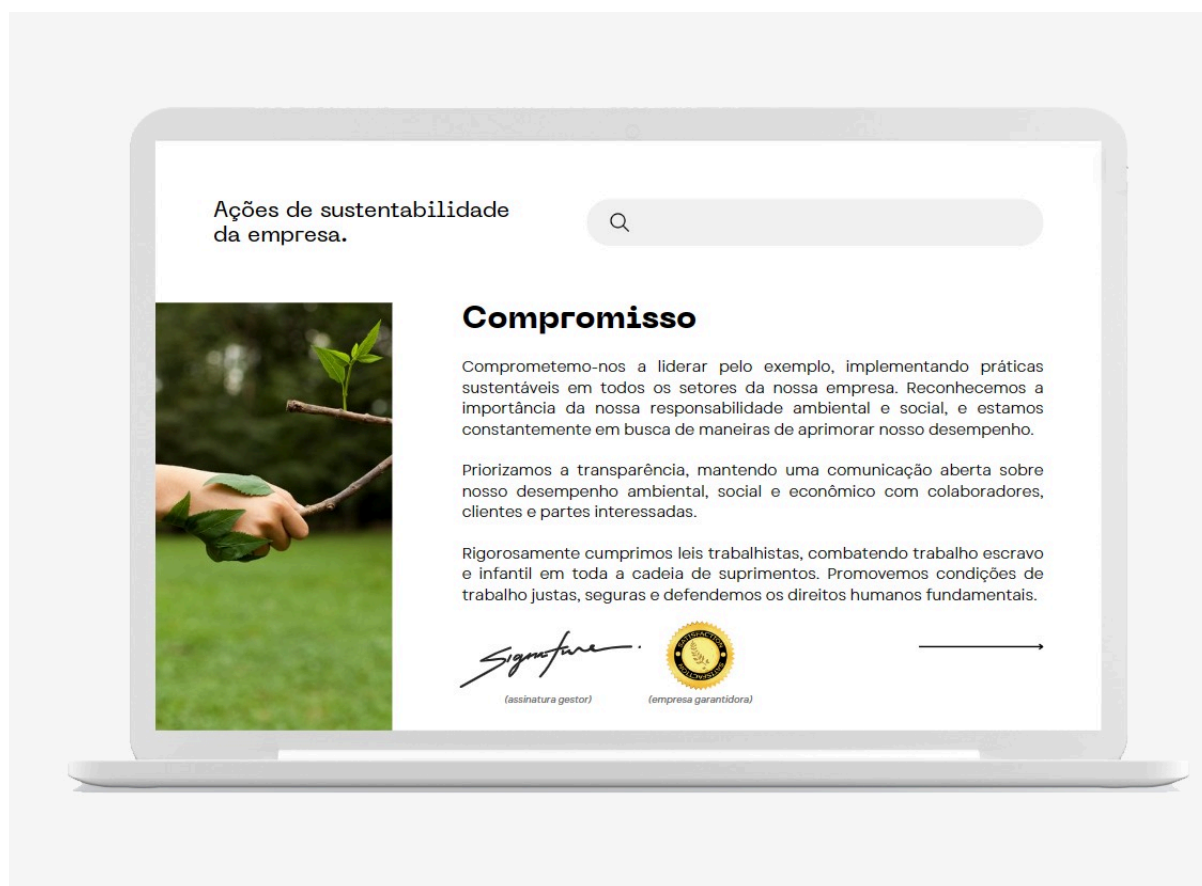 Ações de sustentabilidade
da empresa.
Compromisso
Comprometemo-nos a liderar pelo exemplo, implementando práticas
sustentáveis em todos os setores da nossa empresa. Reconhecemos a
importância da nossa responsabilidade ambiental e social, e estamos
constantemente em busca de maneiras de aprimorar nosso desempenho.
Priorizamos a transparência, mantendo uma comunicação aberta sobre
nosso desempenho ambiental, social e econômico com colaboradores,
clientes e partes interessadas.
Rigorosamente cumprimos leis trabalhistas, combatendo trabalho escravo
e infantil em toda a cadeia de suprimentos. Promovemos condições de
trabalho justas, seguras e defendemos os direitos humanos fundamentais.
Signature
SATISFACTION
SATISFACTION
(assinatura gestor)
(empresa garantidora)